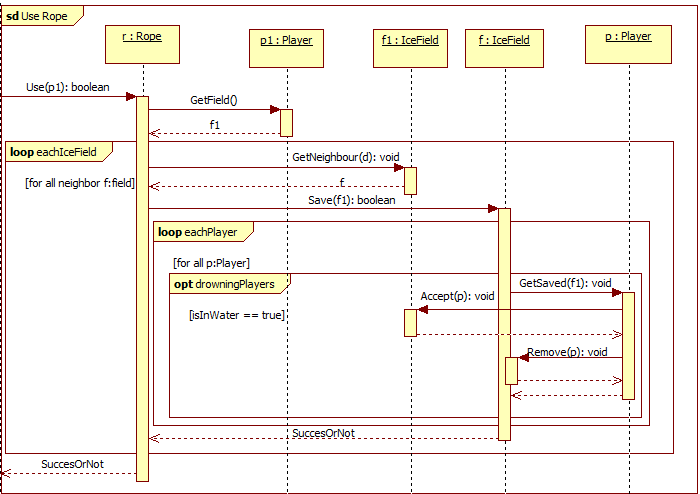 sd Use Rope
r : Rope
p1 : Player
f1 : IceField
f : IceField
p : Player
Use(p1): boolean
GetField()
f1
loop eachIceField
GetNeighbour(d): void
[for all neighbor f:field]
f
Save(f1): boolean
loop eachPlayer
[for all p:Player]
opt drowningPlayers
GetSaved(f1): void
Accept(p): void
[isInWater == true]
Remove(p): void
SuccesOrNot
SuccesOrNot